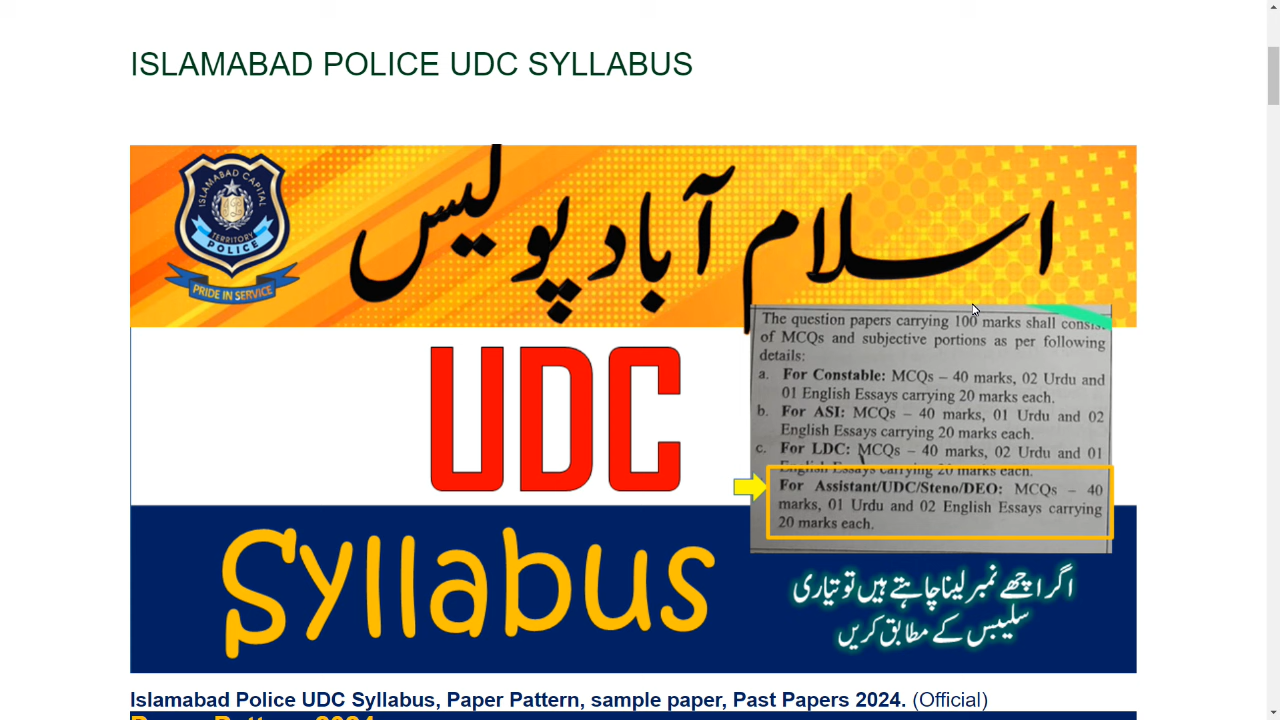 ISLAMABAD POLICE UDC SYLLABUS
ISLAMABAD CAPITAL
TERRITORY
POLICE
PRIDE IN SERVICE
اسلام آباد پولیس
UDC
The question papers carrying 100 marks shall consist
of MCQs and subjective portions as per following
details:
a. For Constable: MCQs – 40 marks, 02 Urdu and
01 English Essays carrying 20 marks each.
b. For ASI: MCQs – 40 marks, 01 Urdu and 02
English Essays carrying 20 marks each.
c. For LDC: MCQs – 40 marks, 02 Urdu and 01
English Essays carrying 20 marks each.
For Assistant/UDC/Steno/DEO: MCQs – 40
marks, 01 Urdu and 02 English Essays carrying
20 marks each.
Syllabus
اگر اچھے نمبر لینا چاہتے ہیں تو تیاری
سلیبس کے مطابق کریں
Islamabad Police UDC Syllabus, Paper Pattern, sample paper, Past Papers 2024. (Official)
Paper Pattern 2024